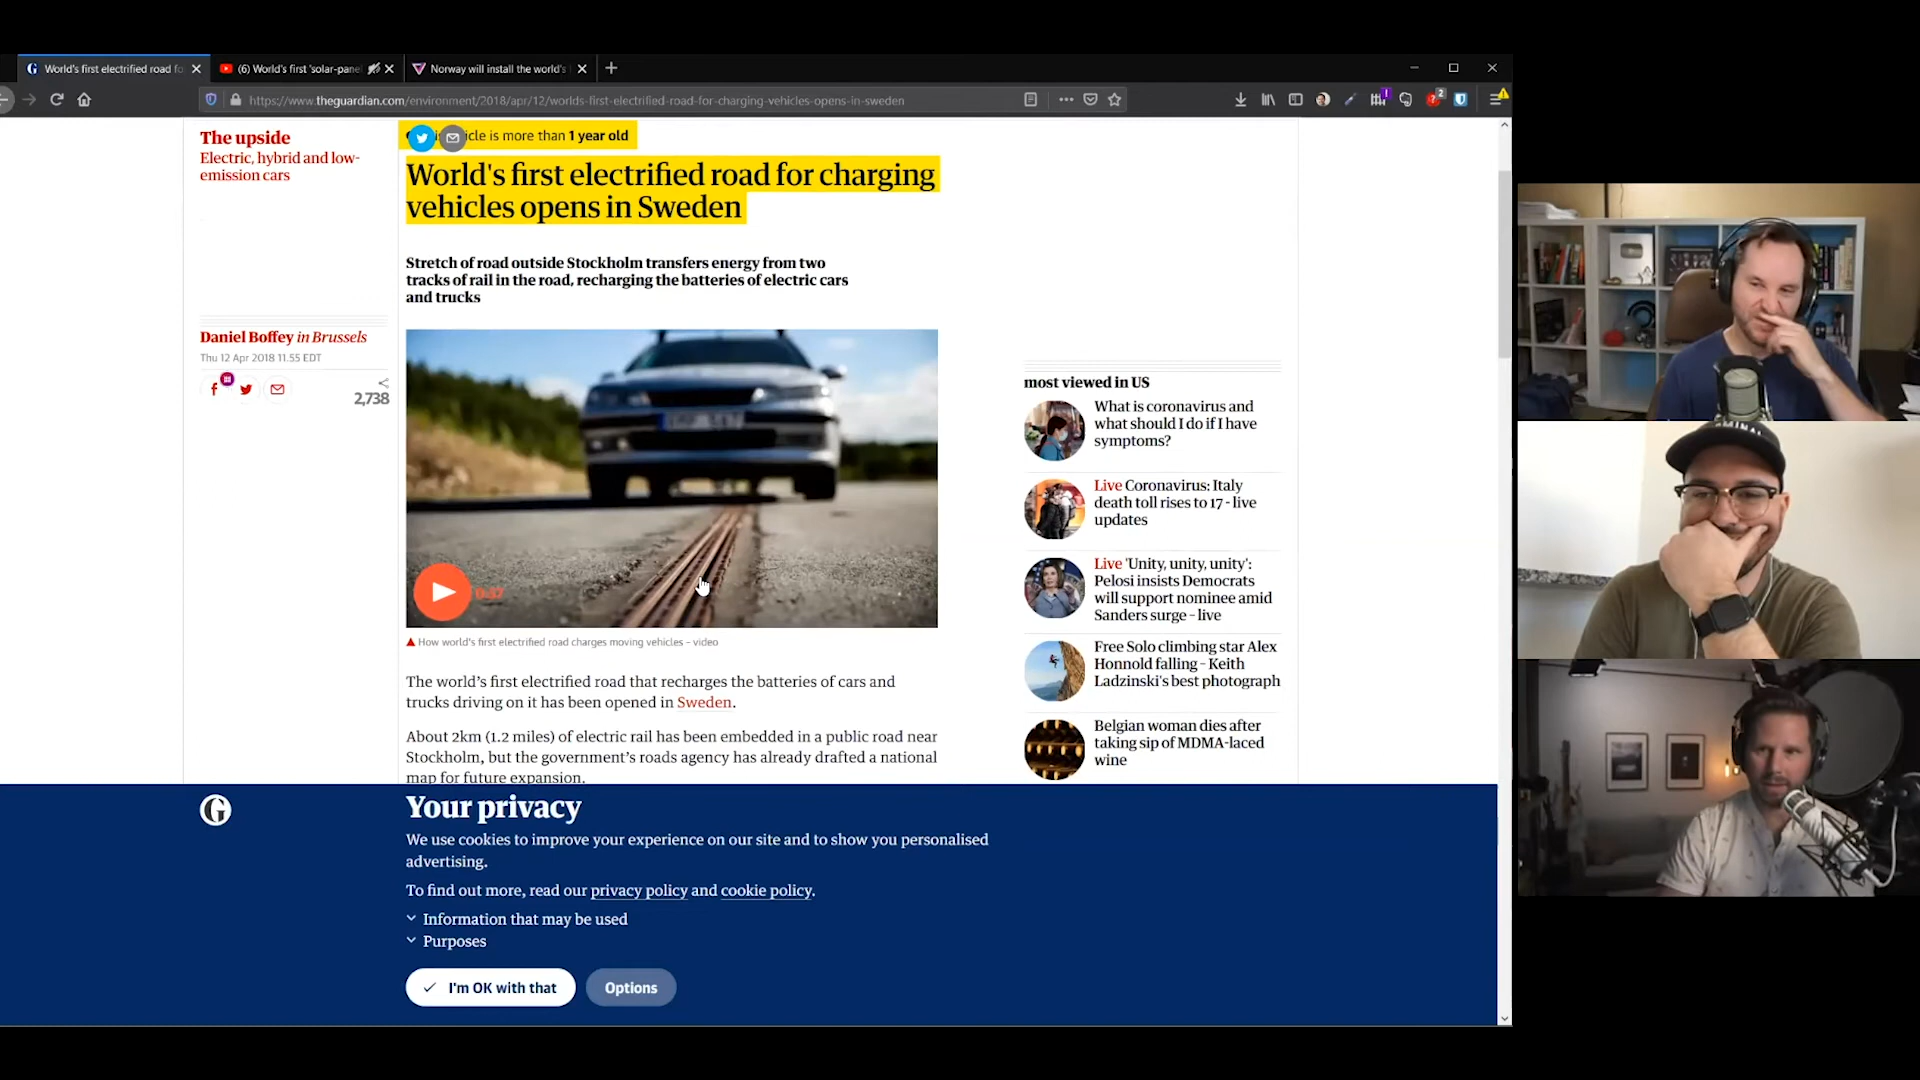 World's first electrified road fo
(6) World's first 'solar-pane
Norway will install the world's
https://www.theguardian.com/environment/2018/apr/12/worlds-first-electrified-road-for-charging-vehicles-opens-in-sweden
The upside
Electric, hybrid and low-
emission cars
icle is more than 1 year old
World's first electrified road for charging
vehicles opens in Sweden
Stretch of road outside Stockholm transfers energy from two
tracks of rail in the road, recharging the batteries of electric cars
and trucks
Daniel Boffey in Brussels
Thu 12 Apr 2018 11.55 EDT
2,738
0:37
How world's first electrified road charges moving vehicles – video
The world's first electrified road that recharges the batteries of cars and
trucks driving on it has been opened in Sweden.
About 2km (1.2 miles) of electric rail has been embedded in a public road near
Stockholm, but the government's roads agency has already drafted a national
map for future expansion.
most viewed in US
What is coronavirus and
what should I do if I have
symptoms?
Live Coronavirus: Italy
death toll rises to 17 - live
updates
Live 'Unity, unity, unity':
Pelosi insists Democrats
will support nominee amid
Sanders surge – live
Free Solo climbing star Alex
Honnold falling – Keith
Ladzinski's best photograph
Belgian woman dies after
taking sip of MDMA-laced
wine
Your privacy
We use cookies to improve your experience on our site and to show you personalised
advertising.
To find out more, read our privacy policy and cookie policy.
Information that may be used
Purposes
I'm OK with that
Options